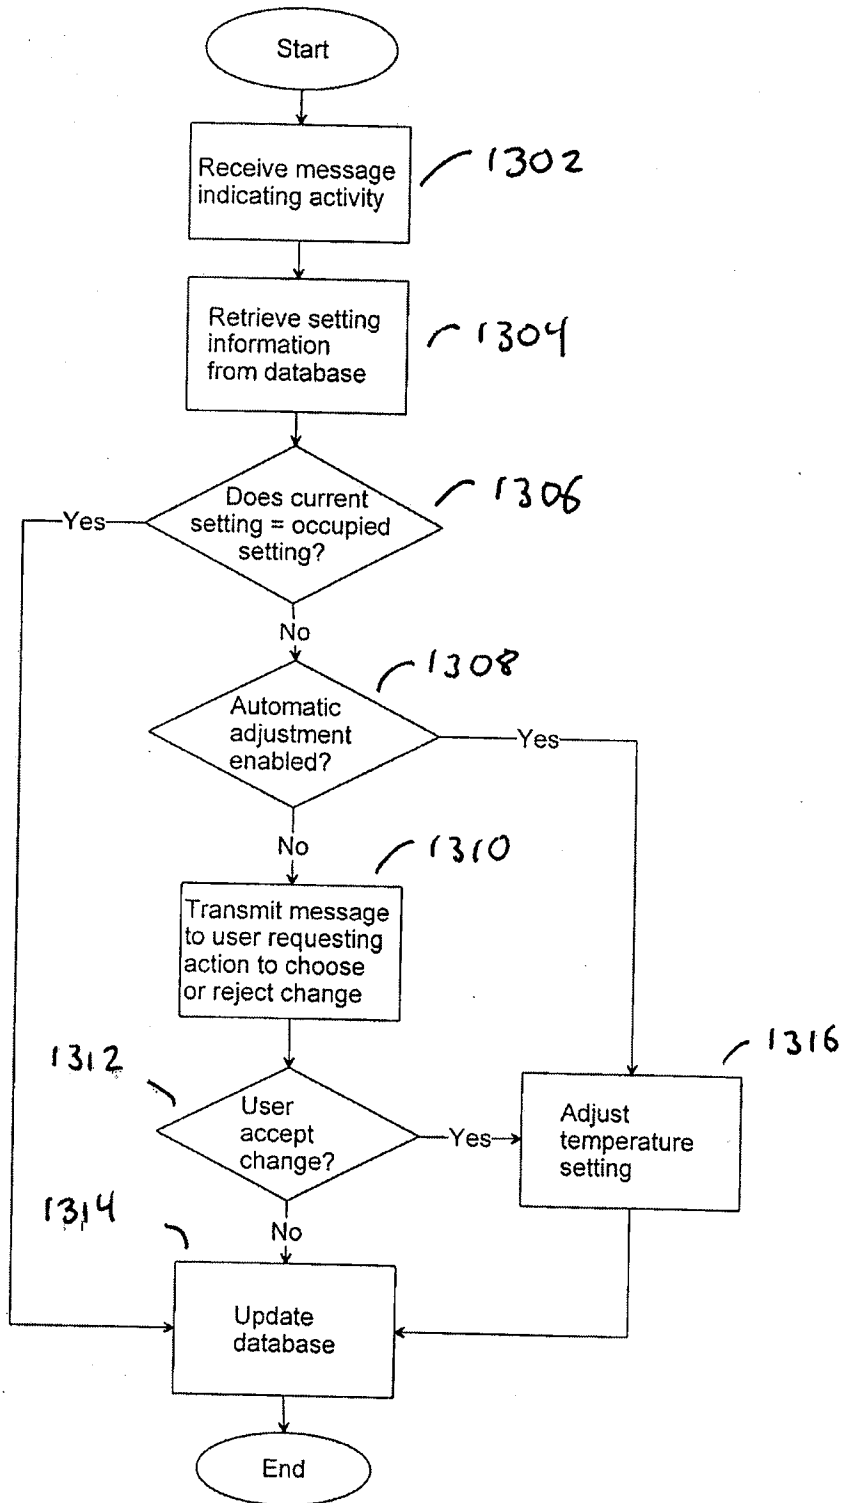 Start
Receive message
indicating activity
1302
Retrieve setting
information
from database
1304
Does current
setting = occupied
setting?
1306
Yes
No
Automatic
adjustment
enabled?
1308
Yes
No
1310
Transmit message
to user requesting
action to choose
or reject change
1312
User
accept
change?
Yes
1316
Adjust
temperature
setting
No
1314
Update
database
End